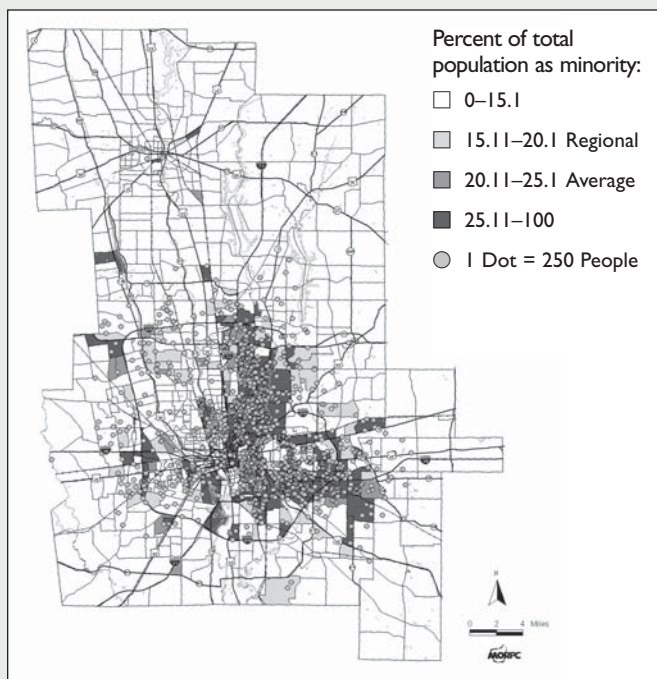 Percent of total
population as minority:
0–15.1
15.11–20.1 Regional
20.11–25.1 Average
25.11–100
1 Dot = 250 People
N
0 2 4 Miles
MORPC